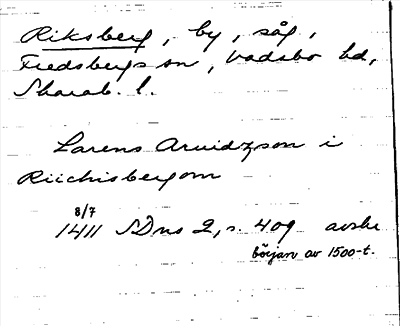 Riksberg, by, såg,
Fredsbergs sn, Vadsbo hd,
Skarab. l.
Larens Arvidzson i
Riichisbergom
8/7
1411 SDns 2, s. 409 avskr
början av 1500-t.